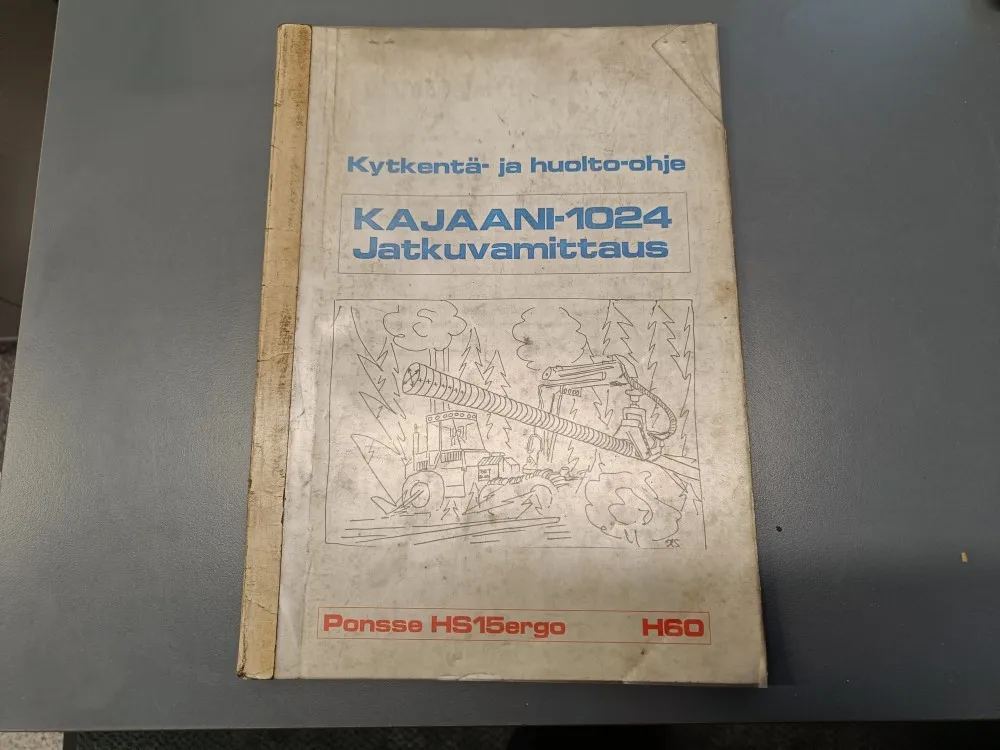 Kytkentä- ja huolto-ohje
KAJAANI-1024
Jatkuvamittaus
Ponsse HS15ergo H60